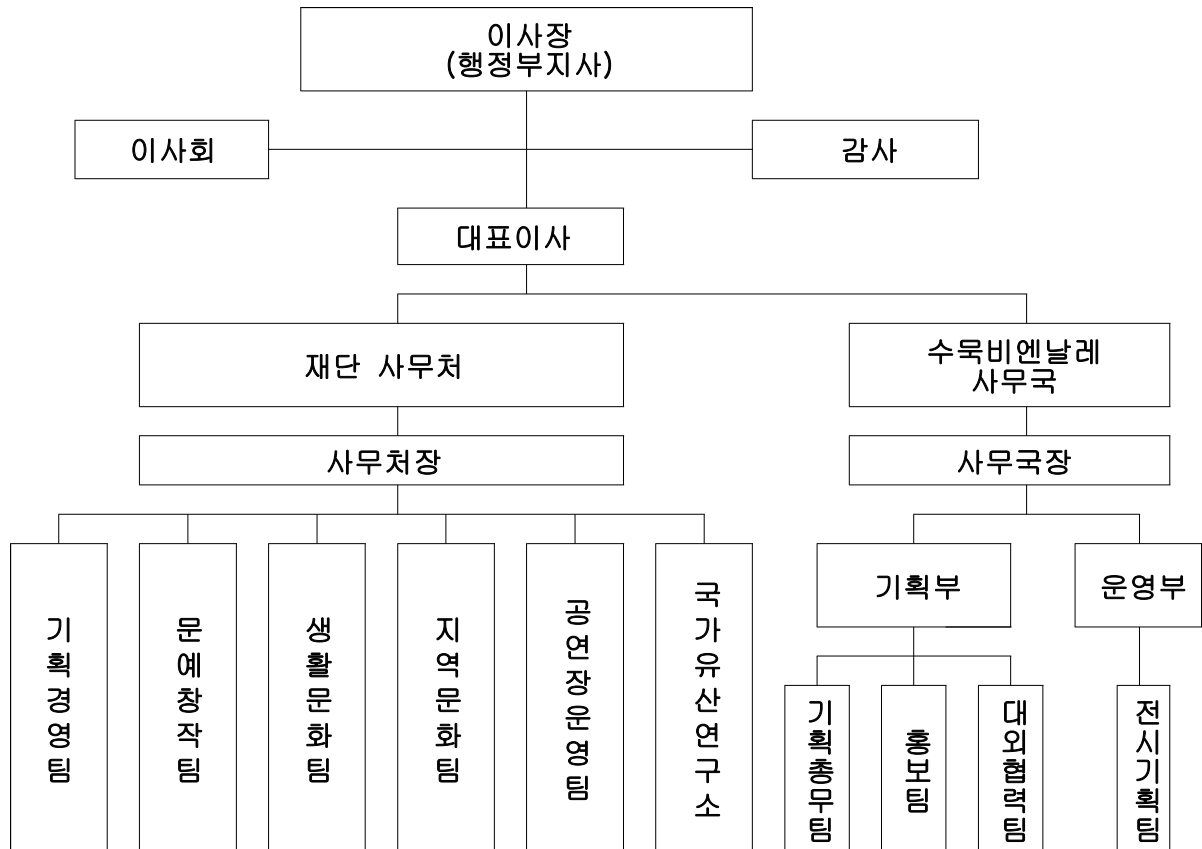 이사장
(행정부지사)
이사회
감사
대표이사
재단 사무처
수묵비엔날레
사무국
사무처장
사무국장
기획경영팀
문예창작팀
생활문화팀
지역문화팀
공연장운영팀
국가유산연구소
기획부
운영부
기획총무팀
홍보팀
대외협력팀
전시기획팀